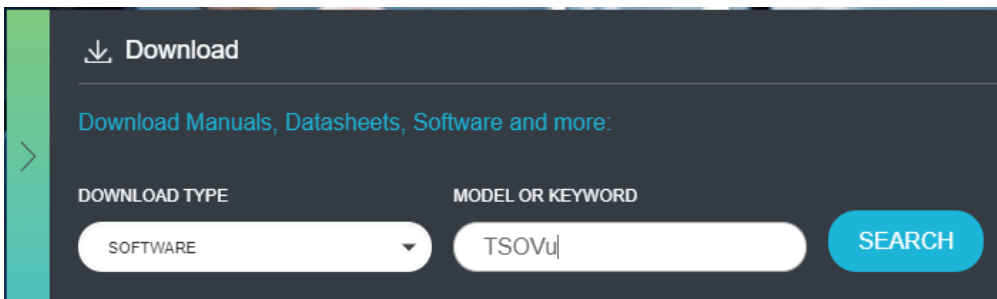 Download
Download Manuals, Datasheets, Software and more:
DOWNLOAD TYPE MODEL OR KEYWORD
SOFTWARE TSOVu SEARCH